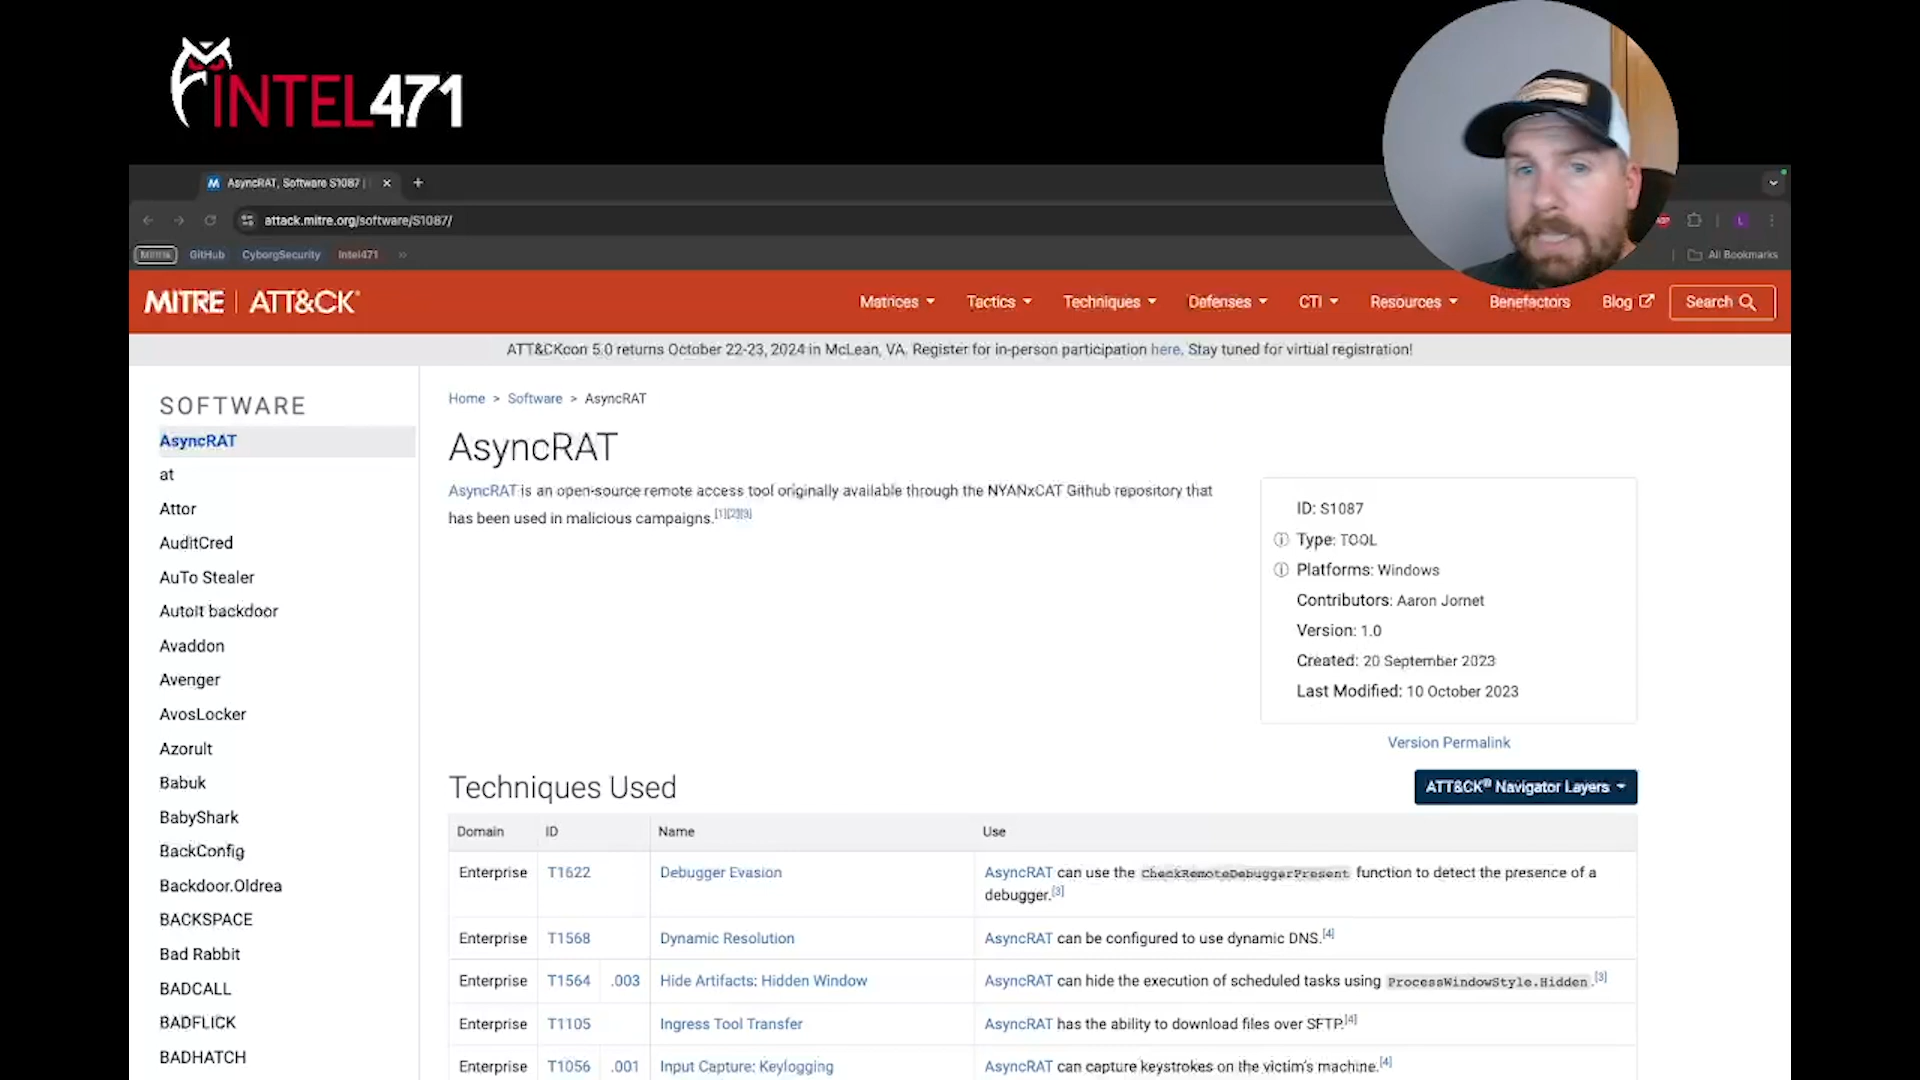 INTEL471
AsyncRAT, Software S1087 |
attack.mitre.org/software/S1087/
GitHub CyborgSecurity Intel471 »
All Bookmarks
MITRE | ATT&CK®
Matrices Tactics Techniques Defenses CTI Resources Benefactors Blog Search
ATT&CKcon 5.0 returns October 22-23, 2024 in McLean, VA. Register for in-person participation here. Stay tuned for virtual registration!
SOFTWARE
AsyncRAT
at
Attor
AuditCred
AuTo Stealer
AutoIt backdoor
Avaddon
Avenger
AvosLocker
Azorult
Babuk
BabyShark
BackConfig
Backdoor.Oldrea
BACKSPACE
Bad Rabbit
BADCALL
BADFLICK
BADHATCH
Home > Software > AsyncRAT
AsyncRAT
AsyncRAT is an open-source remote access tool originally available through the NYANxCAT Github repository that
has been used in malicious campaigns.[1][2][3]
ID: S1087
Type: TOOL
Platforms: Windows
Contributors: Aaron Jornet
Version: 1.0
Created: 20 September 2023
Last Modified: 10 October 2023
Version Permalink
Techniques Used
ATT&CK® Navigator Layers
Domain ID Name Use
Enterprise T1622 Debugger Evasion AsyncRAT can use the CheckRemoteDebuggerPresent function to detect the presence of a
debugger.[3]
Enterprise T1568 Dynamic Resolution AsyncRAT can be configured to use dynamic DNS.[4]
Enterprise T1564 .003 Hide Artifacts: Hidden Window AsyncRAT can hide the execution of scheduled tasks using ProcessWindowStyle.Hidden.[3]
Enterprise T1105 Ingress Tool Transfer AsyncRAT has the ability to download files over SFTP.[4]
Enterprise T1056 .001 Input Capture: Keylogging AsyncRAT can capture keystrokes on the victim's machine.[4]